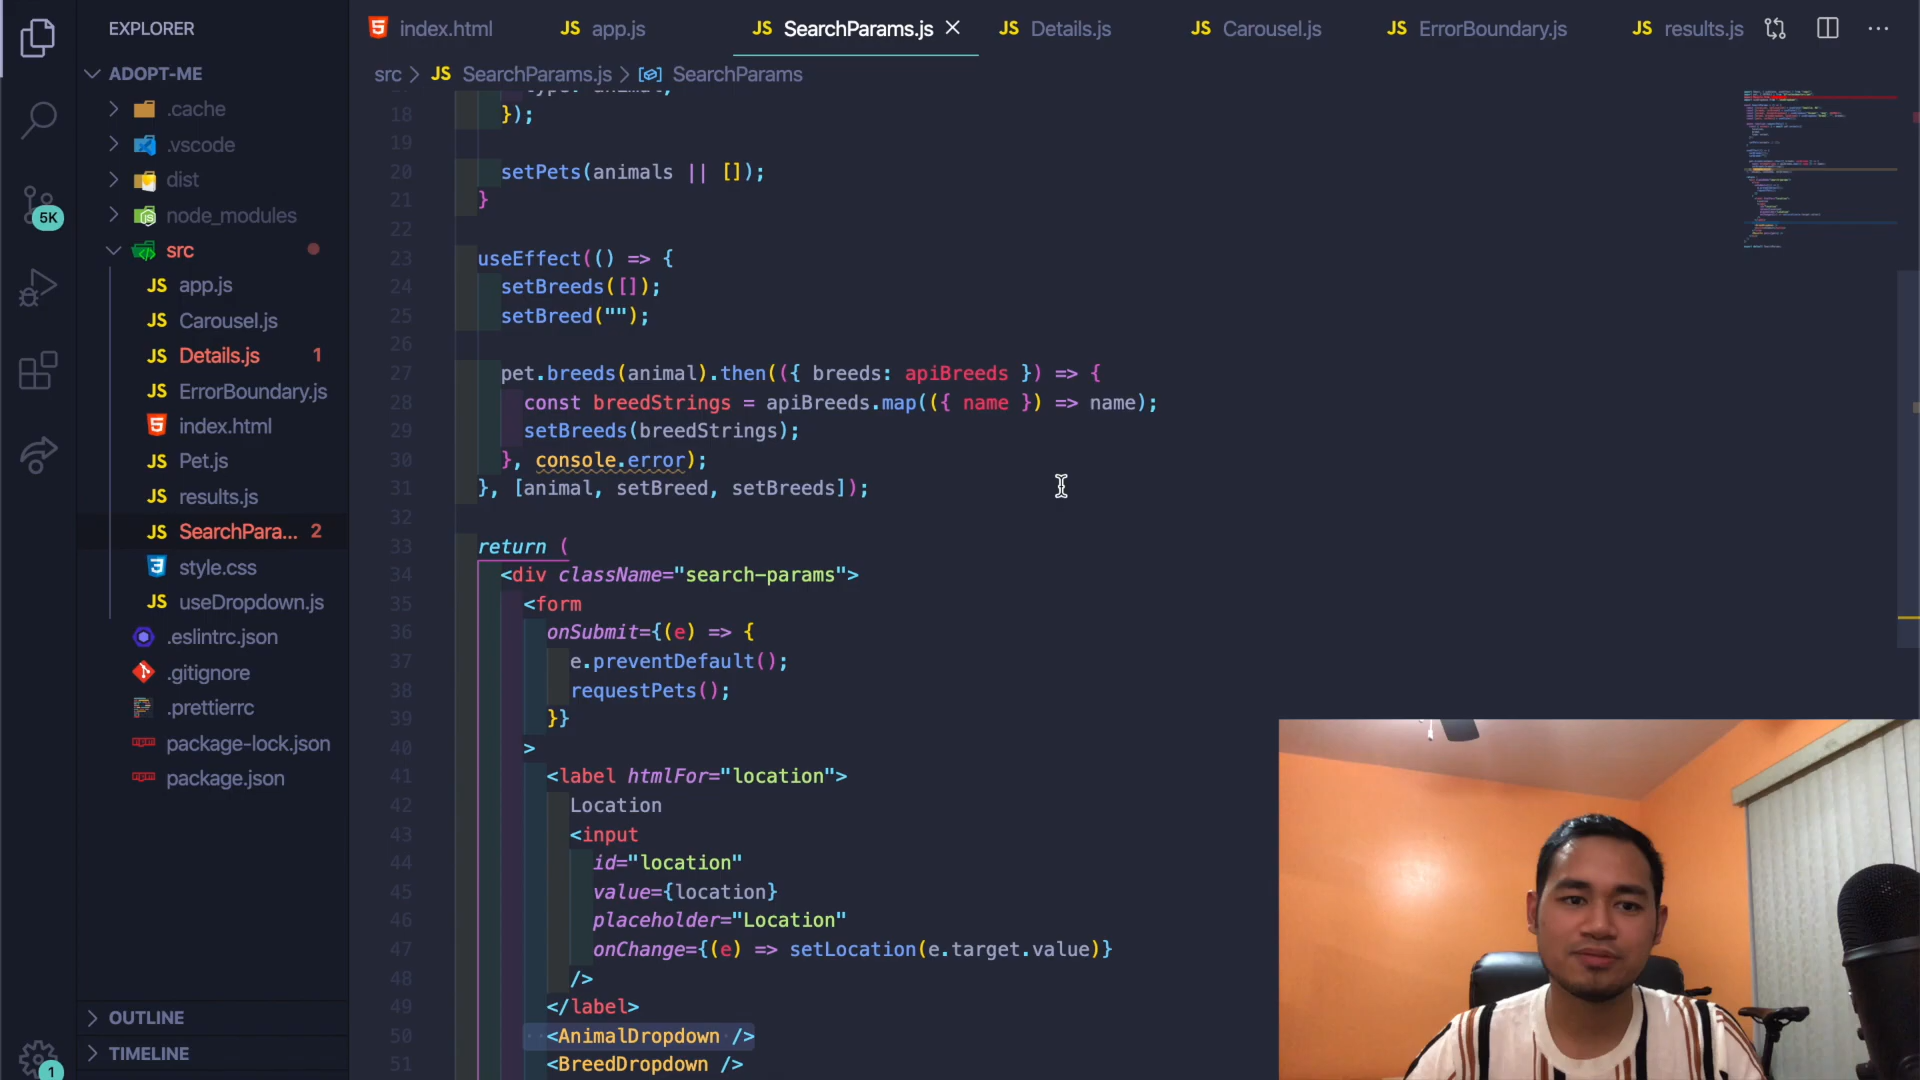 EXPLORER
ADOPT-ME
.cache
.vscode
dist
node_modules
src
JS app.js
JS Carousel.js
JS Details.js 1
JS ErrorBoundary.js
index.html
JS Pet.js
JS results.js
JS SearchPara... 2
style.css
JS useDropdown.js
.eslintrc.json
.gitignore
.prettierrc
package-lock.json
package.json
OUTLINE
TIMELINE
5K
1
index.html
JS app.js
JS SearchParams.js
JS Details.js
JS Carousel.js
JS ErrorBoundary.js
JS results.js
src > JS SearchParams.js > SearchParams
18 });
19
20 setPets(animals || []);
21 }
22
23 useEffect(() => {
24 setBreeds([]);
25 setBreed("");
26
27 pet.breeds(animal).then(({ breeds: apiBreeds }) => {
28 const breedStrings = apiBreeds.map(({ name }) => name);
29 setBreeds(breedStrings);
30 }, console.error);
31 }, [animal, setBreed, setBreeds]);
32
33 return (
34 <div className="search-params">
35 <form
36 onSubmit={(e) => {
37 e.preventDefault();
38 requestPets();
39 }}
40 >
41 <label htmlFor="location">
42 Location
43 <input
44 id="location"
45 value={location}
46 placeholder="Location"
47 onChange={(e) => setLocation(e.target.value)}
48 />
49 </label>
50 <AnimalDropdown />
51 <BreedDropdown />